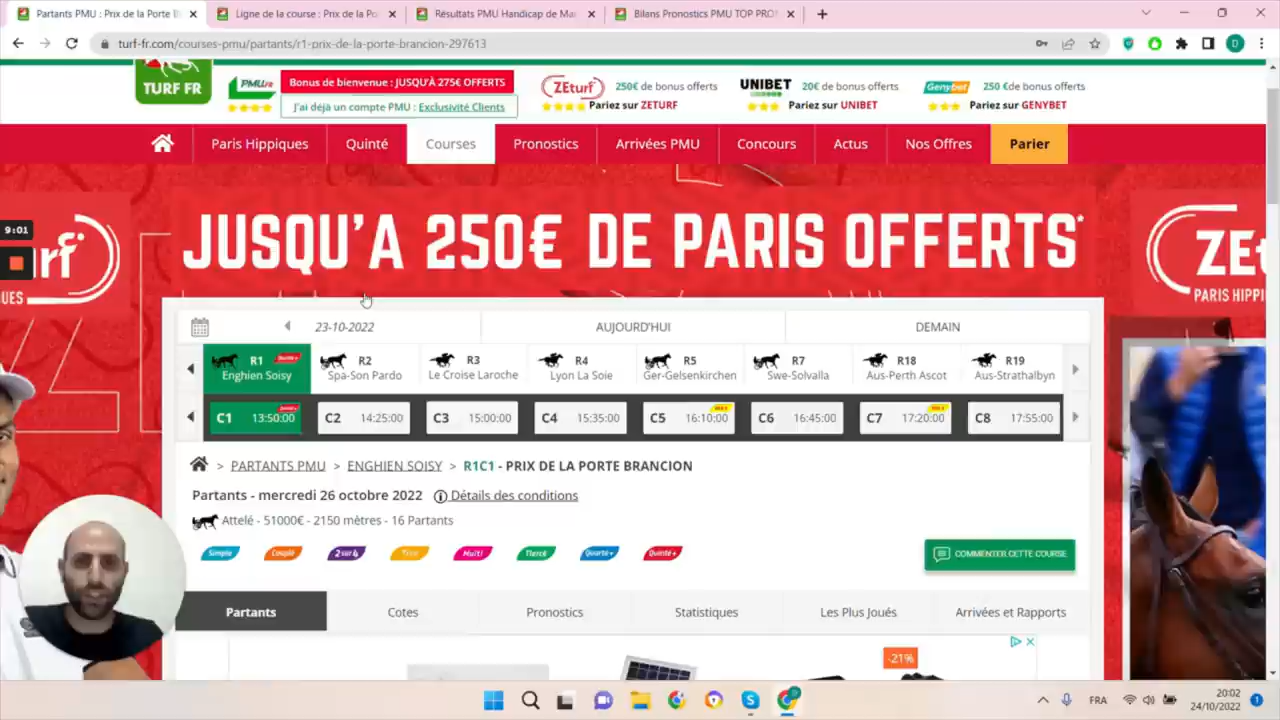 Partants PMU : Prix de la Porte B
Ligne de la course : Prix de la Po
Résultats PMU Handicap de Mar
Bilans Pronostics PMU TOP PRO
turf-fr.com/courses-pmu/partants/r1-prix-de-la-porte-brancion-297613
D
TURF FR
PMU.fr
Bonus de bienvenue : JUSQU'À 275€ OFFERTS
J'ai déjà un compte PMU : Exclusivité Clients
ZEturf
250€ de bonus offerts
Pariez sur ZETURF
UNIBET
20€ de bonus offerts
Pariez sur UNIBET
Genybet
250 €de bonus offerts
Pariez sur GENYBET
Paris Hippiques
Quinté
Courses
Pronostics
Arrivées PMU
Concours
Actus
Nos Offres
Parier
JUSQU'A 250€ DE PARIS OFFERTS*
9:01
rf
QUES
ZEt
PARIS HIPPI
23-10-2022
AUJOURD'HUI
DEMAIN
R1 Quinté+
Enghien Soisy
R2
Spa-Son Pardo
R3
Le Croise Laroche
R4
Lyon La Soie
R5
Ger-Gelsenkirchen
R7
Swe-Solvalla
R18
Aus-Perth Ascot
R19
Aus-Strathalbyn
C1 13:50:00
C2 14:25:00
C3 15:00:00
C4 15:35:00
C5 16:10:00
C6 16:45:00
C7 17:20:00
C8 17:55:00
> PARTANTS PMU > ENGHIEN SOISY > R1C1 - PRIX DE LA PORTE BRANCION
Partants - mercredi 26 octobre 2022 Détails des conditions
Attelé - 51000€ - 2150 mètres - 16 Partants
Simple Couplé 2 sur 4 Trio Multi Tiercé Quarté+ Quinté+
COMMENTER CETTE COURSE
Partants
Cotes
Pronostics
Statistiques
Les Plus Joués
Arrivées et Rapports
-21%
FRA
20:02
24/10/2022
1